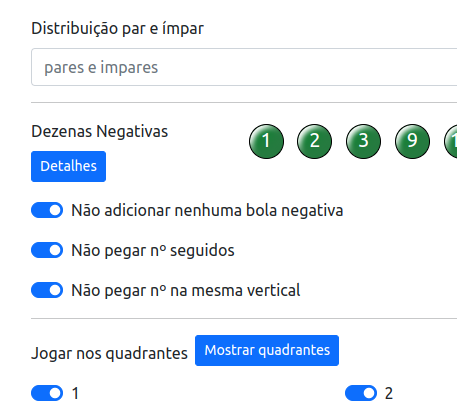 Distribuição par e ímpar
pares e impares
Dezenas Negativas
1 2 3 9
Detalhes
Não adicionar nenhuma bola negativa
Não pegar nº seguidos
Não pegar nº na mesma vertical
Jogar nos quadrantes Mostrar quadrantes
1 2